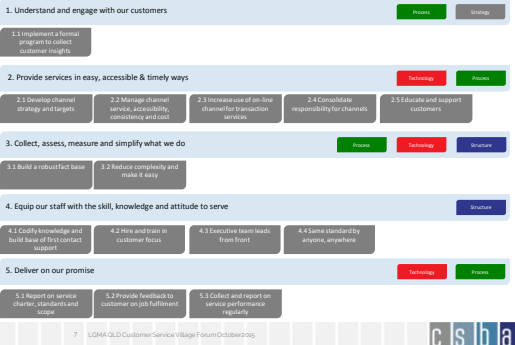 1. Understand and engage with our customers
Process
Strategy
1.1 Implement a formal
program to collect
customer insights
2. Provide services in easy, accessible & timely ways
Technology
Process
2.1 Develop channel
strategy and targets
2.2 Manage channel
service, accessibility,
consistency and cost
2.3 Increase use of on-line
channel for transaction
services
2.4 Consolidate
responsibility for channels
2.5 Educate and support
customers
3. Collect, assess, measure and simplify what we do
Process
Technology
Structure
3.1 Build a robust fact base
3.2 Reduce complexity and
make it easy
4. Equip our staff with the skill, knowledge and attitude to serve
Structure
4.1 Codify knowledge and
build base of first contact
support
4.2 Hire and train in
customer focus
4.3 Executive team leads
from front
4.4 Same standard by
anyone, anywhere
5. Deliver on our promise
Technology
Process
5.1 Report on service
charter, standards and
scope
5.2 Provide feedback to
customer on job fulfilment
5.3 Collect and report on
service performance
regularly
7 LGMA QLD Customer Service Village Forum October2015
csba